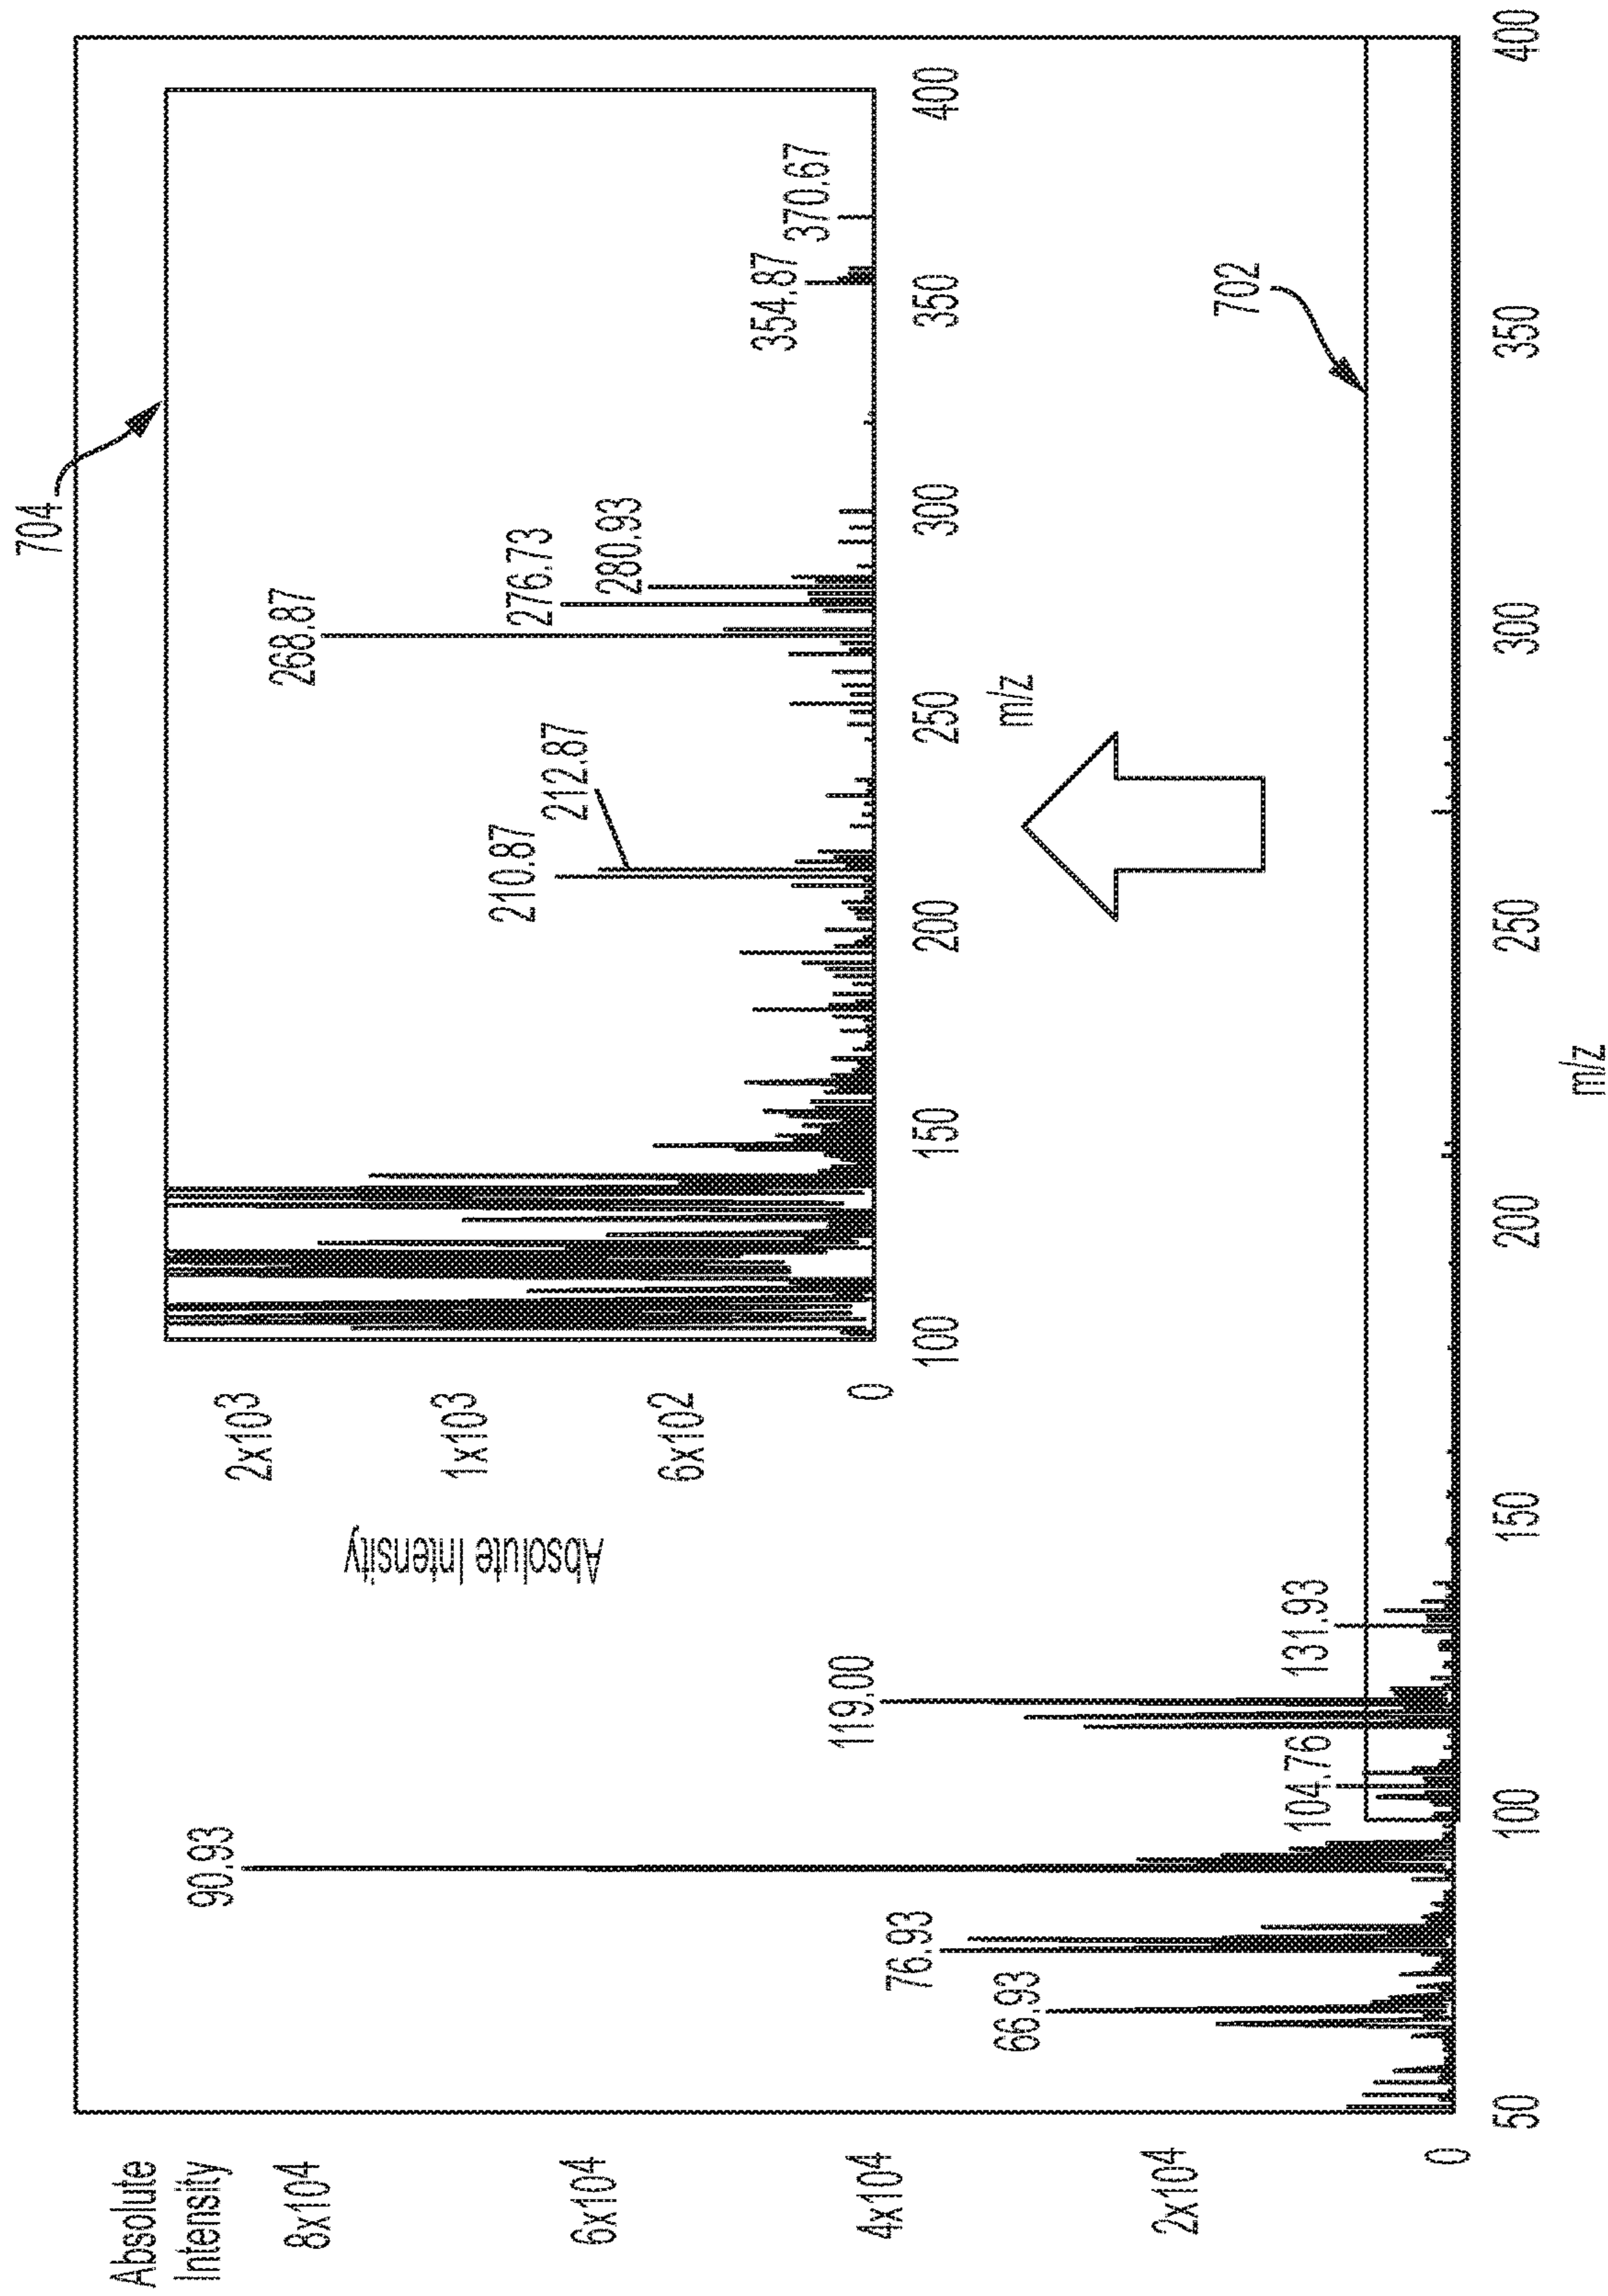 704
Absolute
Intensity
8x10⁴
6x10⁴
4x10⁴
2x10⁴
0
90.93
76.93
66.93
119.00
104.76
131.93
702
50
100
150
200
250
300
350
400
m/z
Absolute Intensity
2x10³
1x10³
6x10²
0
210.87
212.87
268.87
276.73
280.93
354.87
370.67
100
150
200
250
300
350
400
m/z